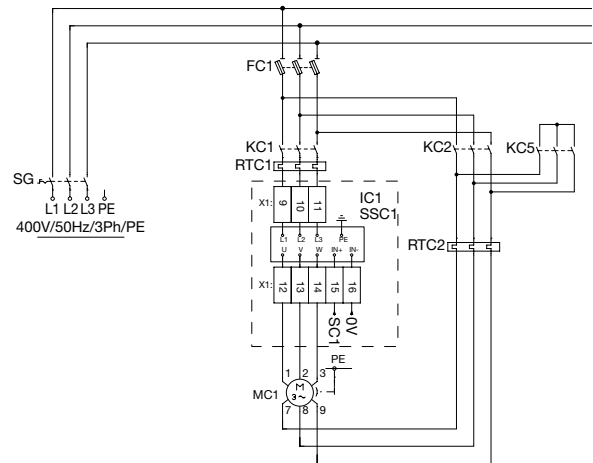 FC1
KC1
KC2
KC5
RTC1
SG
L1 L2 L3 PE
400V/50Hz/3Ph/PE
X1:
9
10
11
IC1
SSC1
L1 L2 L3 PE
U V W IN+ IN-
RTC2
X1:
12
13
14
15
16
SC1
0V
PE
1 2 3
MC1
M
3~
7 8 9